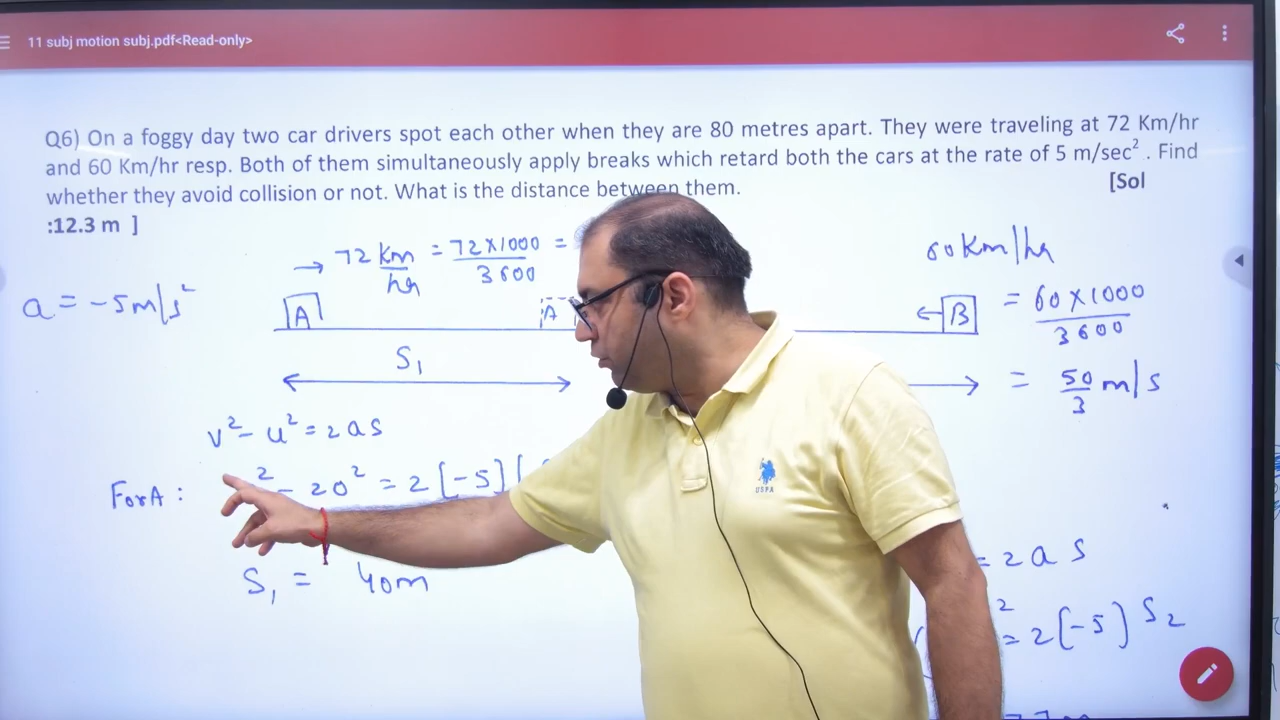 11 subj motion subj.pdf<Read-only>
Q6) On a foggy day two car drivers spot each other when they are 80 metres apart. They were traveling at 72 Km/hr
and 60 Km/hr resp. Both of them simultaneously apply breaks which retard both the cars at the rate of 5 m/sec² . Find
whether they avoid collision or not. What is the distance between them. [Sol
:12.3 m ]
→ 72 Km/hr = 72×1000/3600 =
60 Km/hr
a = -5m/s²
A
A
←B
= 60×1000/3600
S₁
= 50/3 m/s
v² - u² = 2as
For A :
² - 20² = 2[-5](
USPA
= 2as
S₁ = 40m
² = 2(-5) S₂